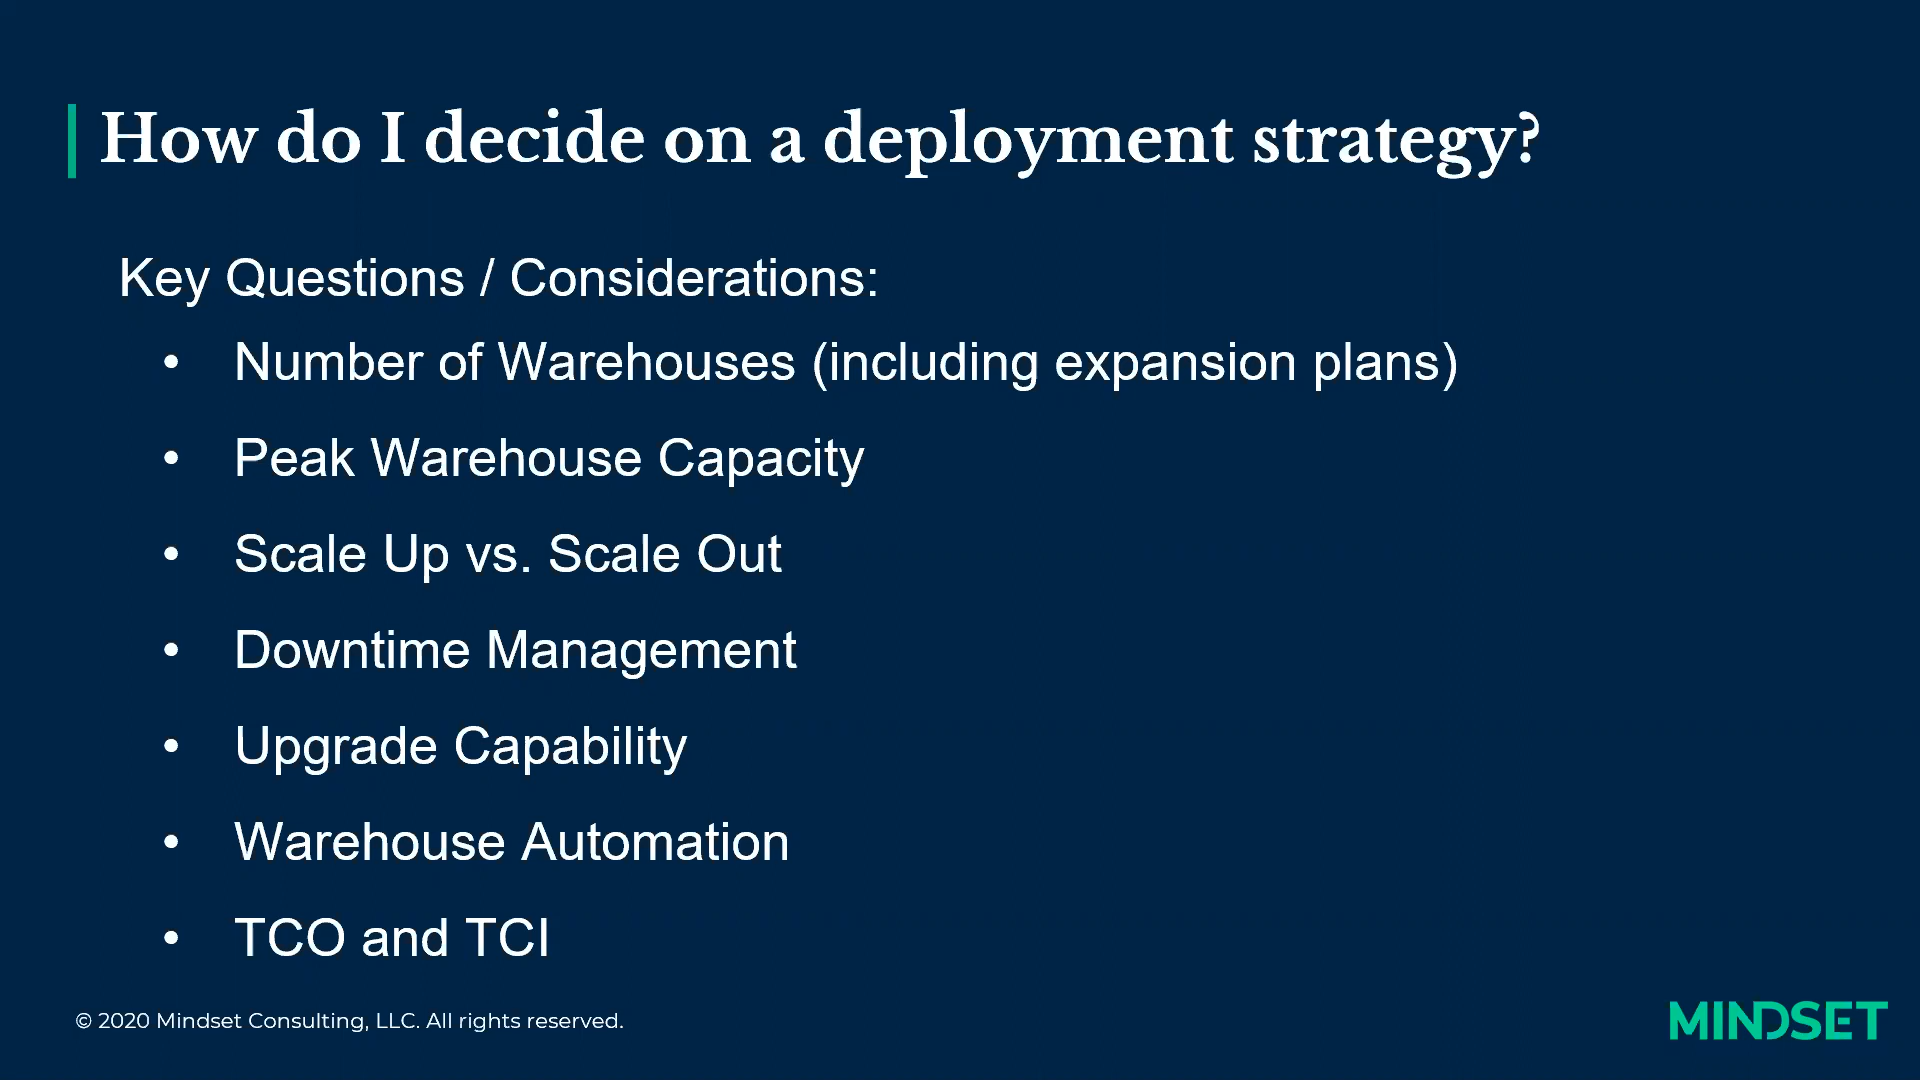 How do I decide on a deployment strategy?
Key Questions / Considerations:
• Number of Warehouses (including expansion plans)
• Peak Warehouse Capacity
• Scale Up vs. Scale Out
• Downtime Management
• Upgrade Capability
• Warehouse Automation
• TCO and TCI
© 2020 Mindset Consulting, LLC. All rights reserved.
MINDSET